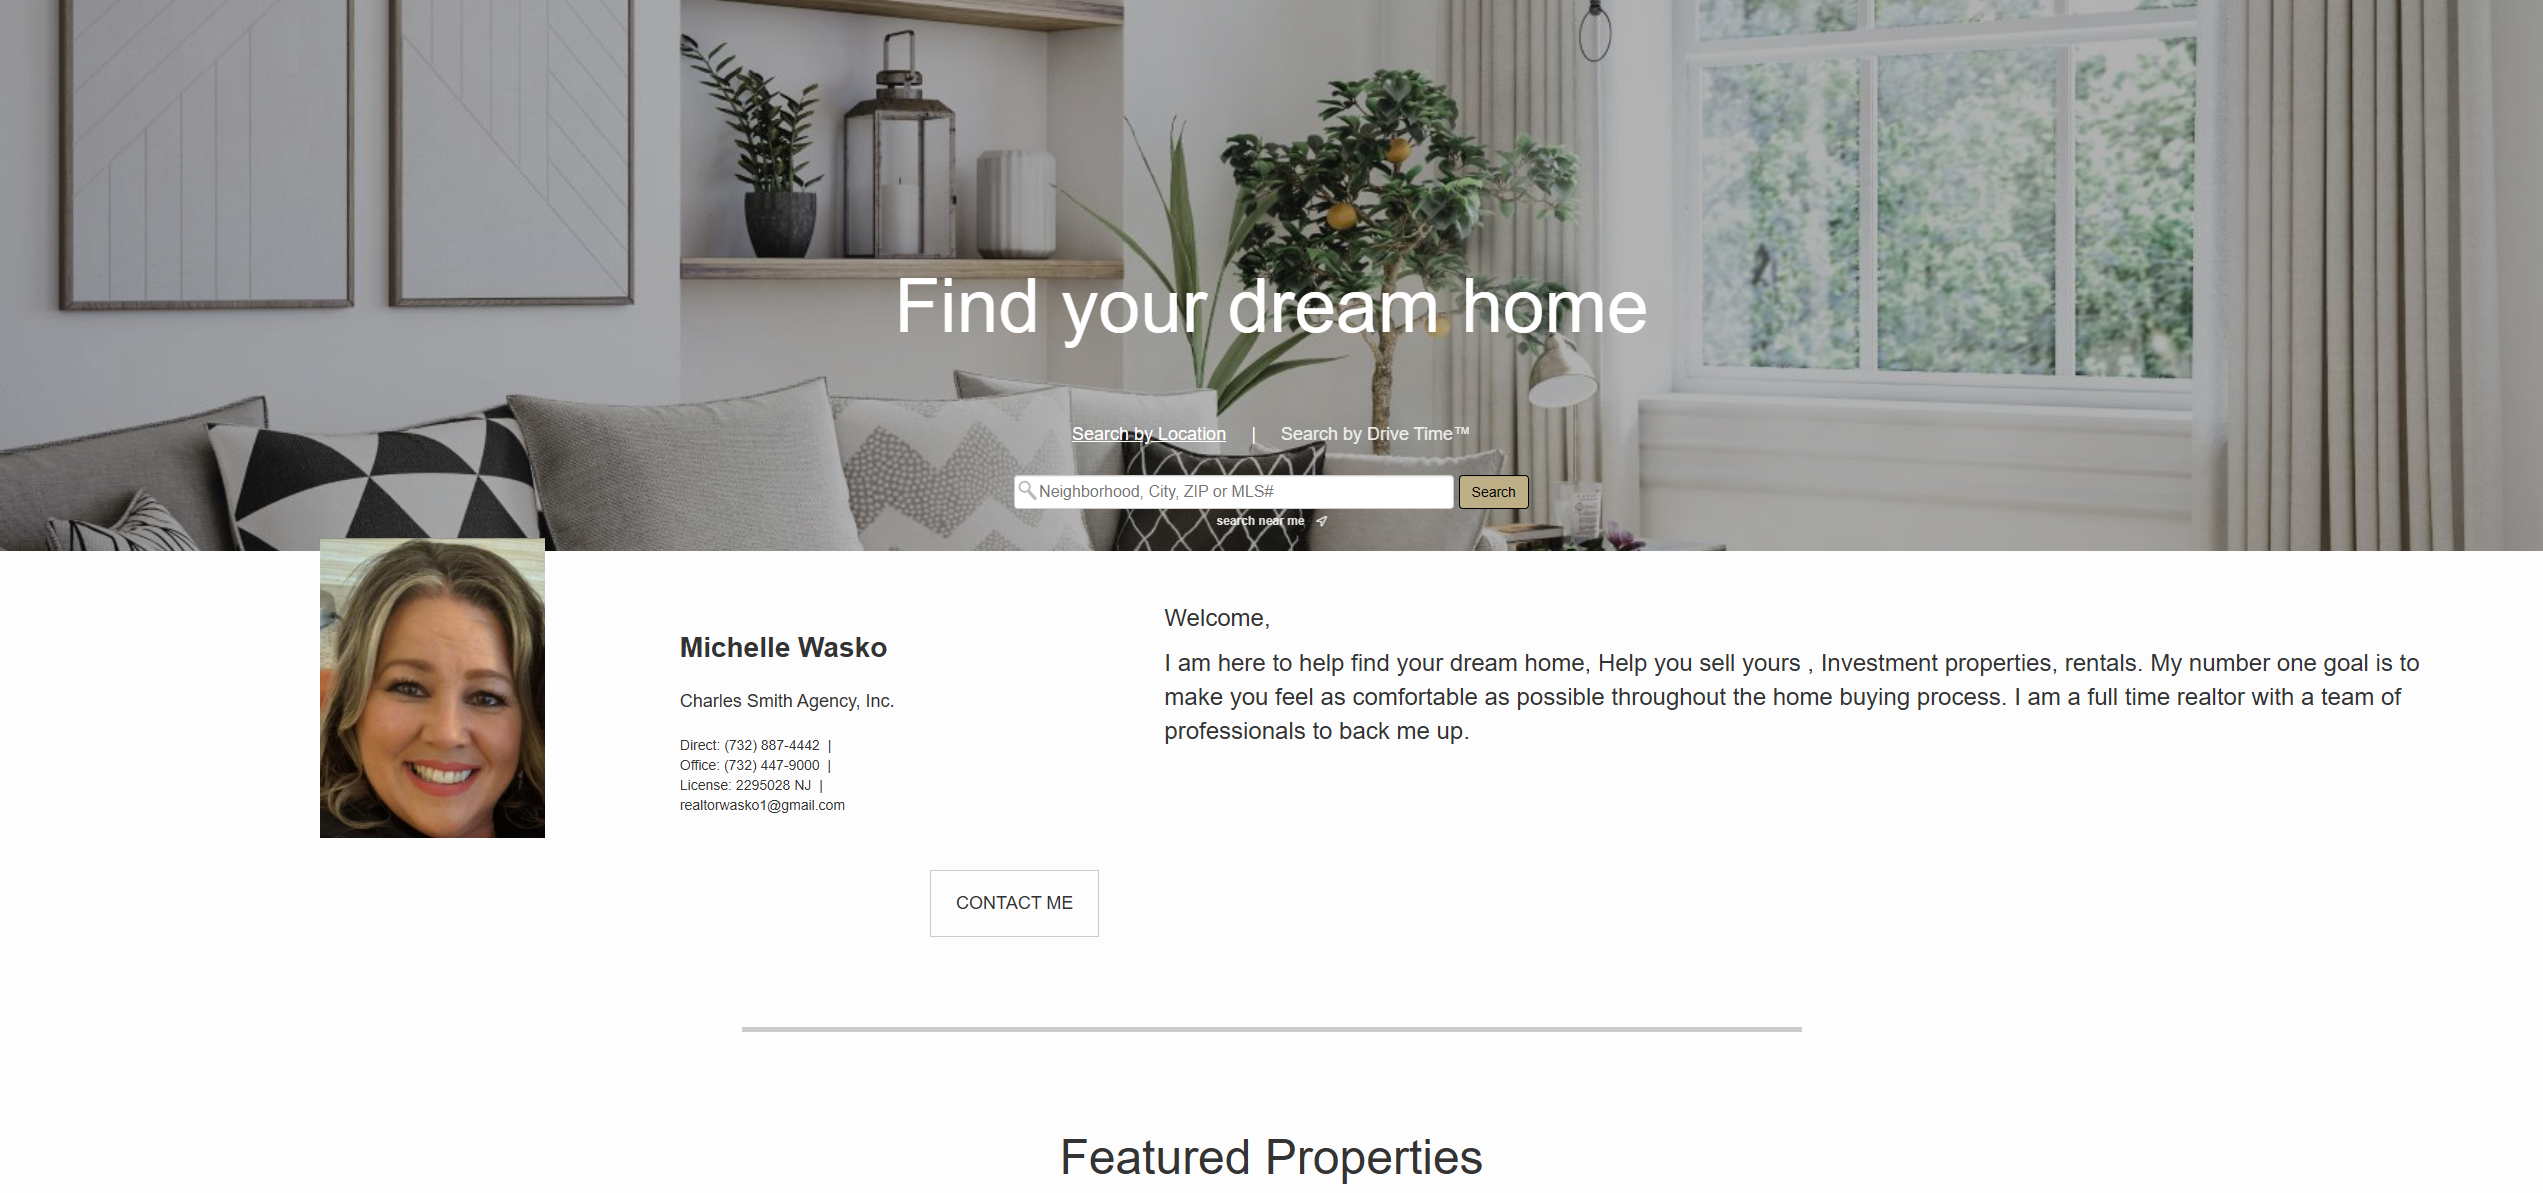 Find your dream home
Search by Location | Search by Drive Time™
Neighborhood, City, ZIP or MLS# Search
search near me
Michelle Wasko
Charles Smith Agency, Inc.
Direct: (732) 887-4442 |
Office: (732) 447-9000 |
License: 2295028 NJ |
realtorwasko1@gmail.com
CONTACT ME
Welcome,
I am here to help find your dream home, Help you sell yours , Investment properties, rentals. My number one goal is to
make you feel as comfortable as possible throughout the home buying process. I am a full time realtor with a team of
professionals to back me up.
Featured Properties